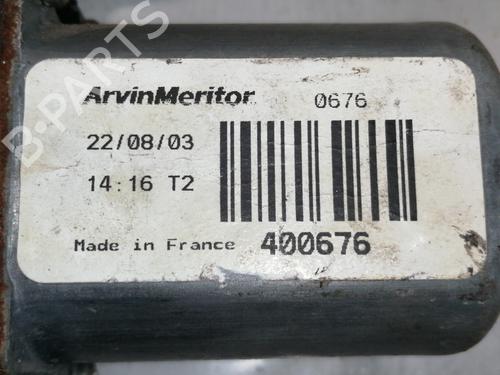 B-PARTS
ArvinMeritor 0676
22/08/03
14:16 T2
Made in France 400676